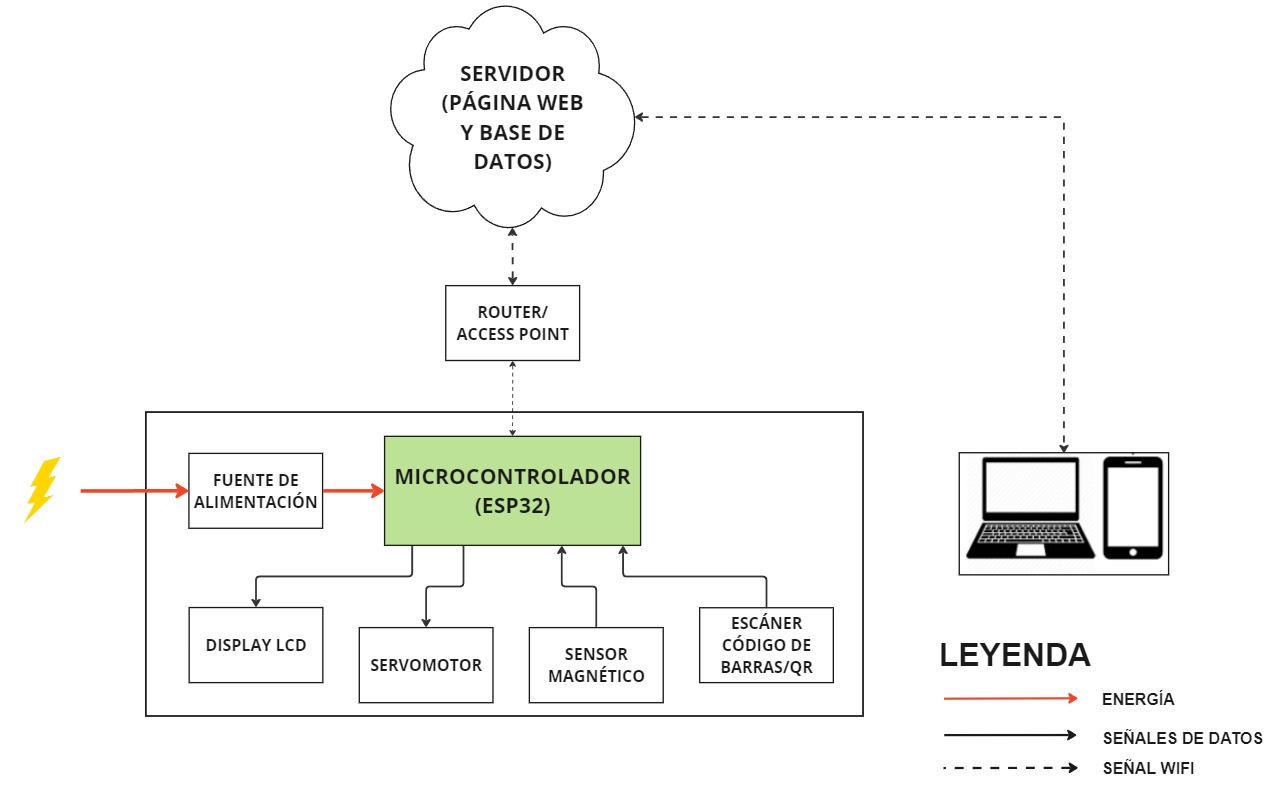 SERVIDOR
(PÁGINA WEB
Y BASE DE
DATOS)
ROUTER/
ACCESS POINT
FUENTE DE
ALIMENTACIÓN
MICROCONTROLADOR
(ESP32)
DISPLAY LCD
SERVOMOTOR
SENSOR
MAGNÉTICO
ESCÁNER
CÓDIGO DE
BARRAS/QR
LEYENDA
ENERGÍA
SEÑALES DE DATOS
SEÑAL WIFI